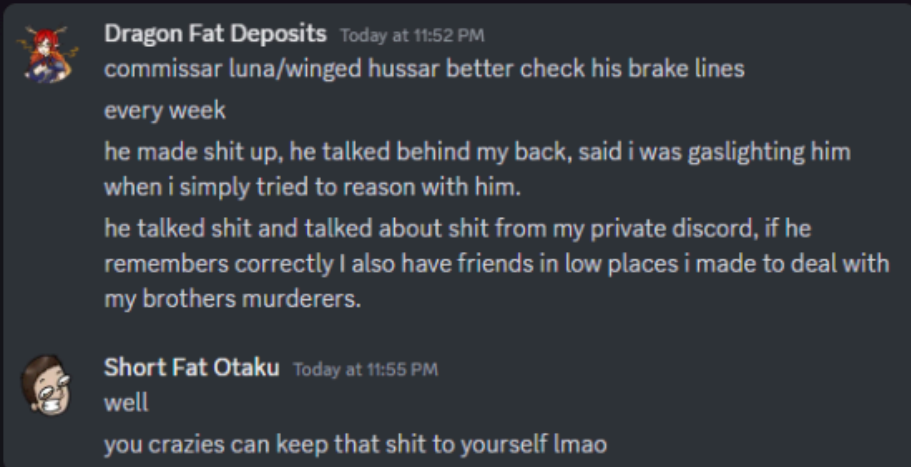 Dragon Fat Deposits Today at 11:52 PM
commissar luna/winged hussar better check his brake lines
every week
he made shit up, he talked behind my back, said i was gaslighting him
when i simply tried to reason with him.
he talked shit and talked about shit from my private discord, if he
remembers correctly I also have friends in low places i made to deal with
my brothers murderers.
Short Fat Otaku Today at 11:55 PM
well
you crazies can keep that shit to yourself lmao